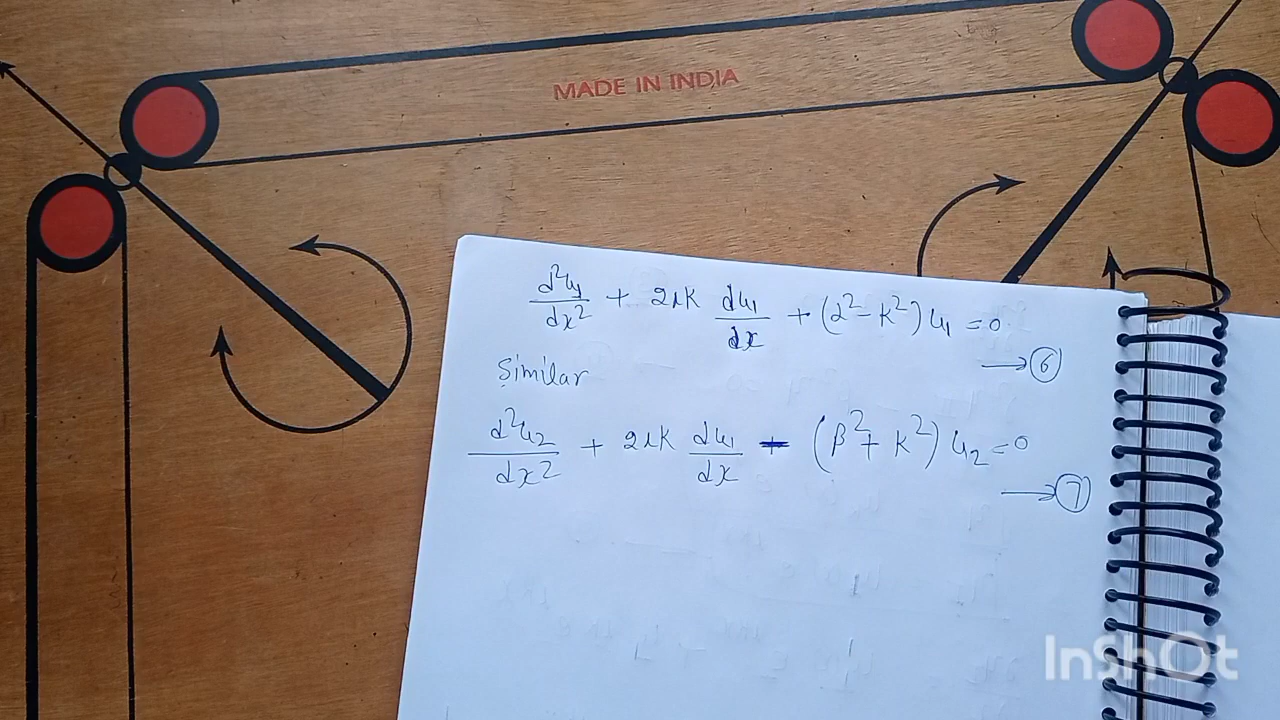 MADE IN INDIA
d²u₁/dx² + 2iK du₁/dx + (α² - K²) u₁ = 0
→ ⑥
Similar
d²u₂/dx² + 2iK du₁/dx - (β² + K²) u₂ = 0
→ ⑦
InShOt